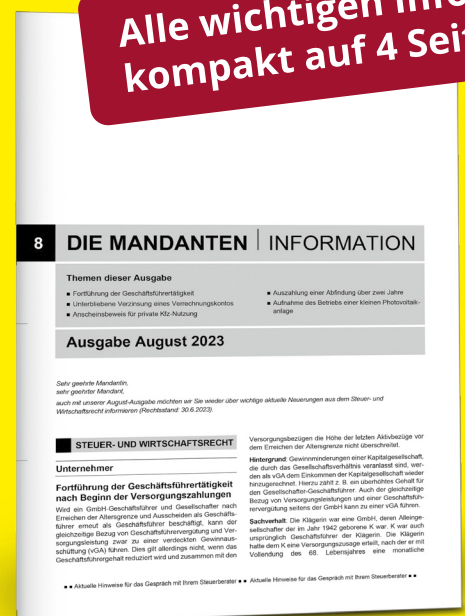 Alle wichtigen
kompakt auf 4
8
DIE MANDANTEN | INFORMATION
Themen dieser Ausgabe
■ Fortführung der Geschäftsführertätigkeit
■ Unterbliebene Verzinsung eines Verrechnungskontos
■ Anscheinsbeweis für private Kfz-Nutzung
■ Auszahlung einer Abfindung über zwei Jahre
■ Aufnahme des Betriebs einer kleinen Photovoltaik-
anlage
Ausgabe August 2023
Sehr geehrte Mandantin,
sehr geehrter Mandant,
auch mit unserer August-Ausgabe möchten wir Sie wieder über wichtige aktuelle Neuerungen aus dem Steuer- und
Wirtschaftsrecht informieren (Rechtsstand: 30.6.2023).
STEUER- UND WIRTSCHAFTSRECHT
Unternehmer
Fortführung der Geschäftsführertätigkeit
nach Beginn der Versorgungszahlungen
Wird ein GmbH-Geschäftsführer und Gesellschafter nach
Erreichen der Altersgrenze und Ausscheiden als Geschäfts-
führer erneut als Geschäftsführer beschäftigt, kann der
gleichzeitige Bezug von Geschäftsführervergütung und Ver-
sorgungsleistung zwar zu einer verdeckten Gewinnaus-
schüttung (vGA) führen. Dies gilt allerdings nicht, wenn das
Geschäftsführergehalt reduziert wird und zusammen mit den
Versorgungsbezügen die Höhe der letzten Aktivbezüge vor
dem Erreichen der Altersgrenze nicht überschreitet.
Hintergrund: Gewinnminderungen einer Kapitalgesellschaft,
die durch das Gesellschaftsverhältnis veranlasst sind, wer-
den als vGA dem Einkommen der Kapitalgesellschaft wieder
hinzugerechnet. Hierzu zählt z. B. ein überhöhtes Gehalt für
den Gesellschafter-Geschäftsführer. Auch der gleichzeitige
Bezug von Versorgungsleistungen und einer Geschäftsfüh-
rervergütung seitens der GmbH kann zu einer vGA führen.
Sachverhalt: Die Klägerin war eine GmbH, deren Alleinge-
sellschafter der im Jahr 1942 geborene K war. K war auch
ursprünglich Geschäftsführer der Klägerin. Die Klägerin
hatte dem K eine Versorgungszusage erteilt, nach der er mit
Vollendung des 68. Lebensjahres eine monatliche
■ ■ Aktuelle Hinweise für das Gespräch mit Ihrem Steuerberater ■ ■ Aktuelle Hinweise für das Gespräch mit Ihrem Steuerberater ■ ■